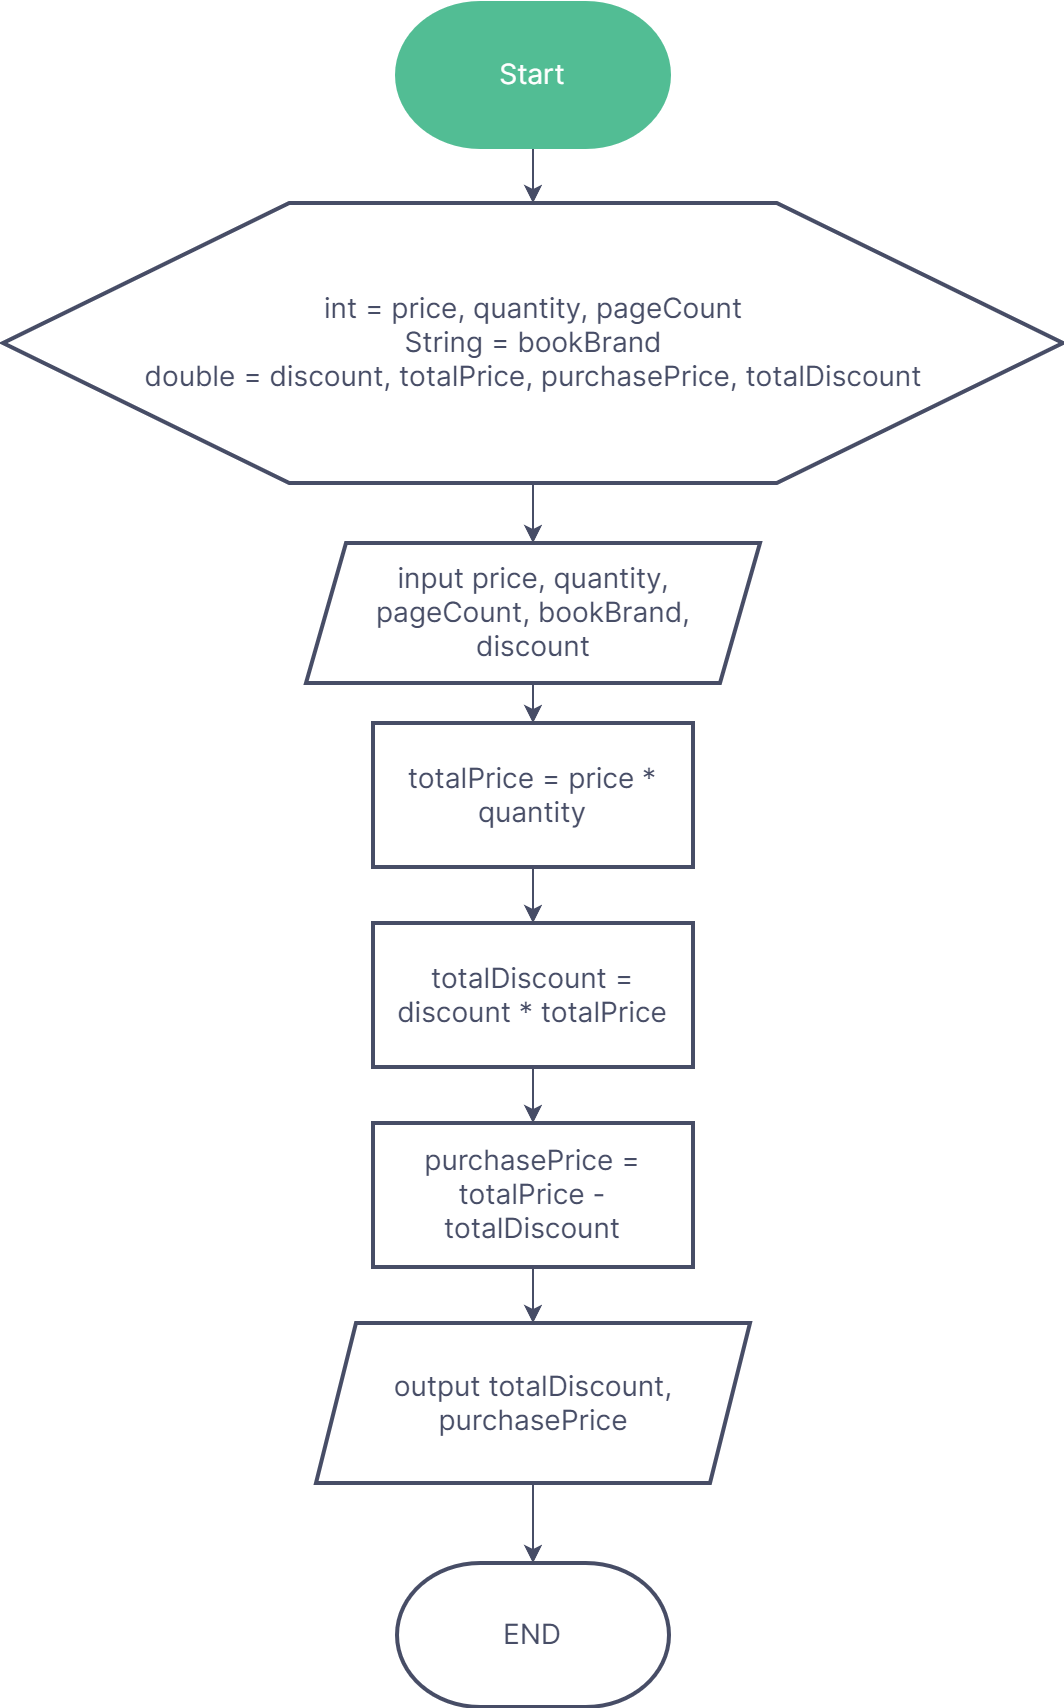 Start
int = price, quantity, pageCount
String = bookBrand
double = discount, totalPrice, purchasePrice, totalDiscount
input price, quantity,
pageCount, bookBrand,
discount
totalPrice = price *
quantity
totalDiscount =
discount * totalPrice
purchasePrice =
totalPrice -
totalDiscount
output totalDiscount,
purchasePrice
END